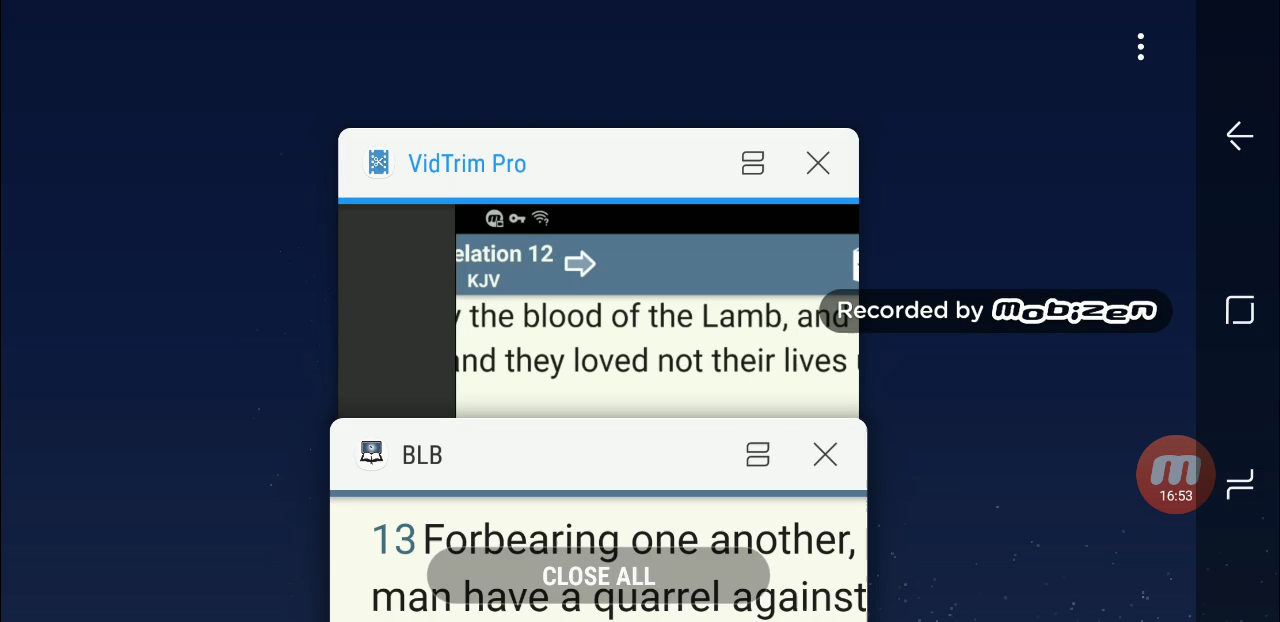 VidTrim Pro
elation 12
KJV
the blood of the Lamb, and
and they loved not their lives
Recorded by mobizen
BLB
16:53
13 Forbearing one another,
CLOSE ALL
man have a quarrel against